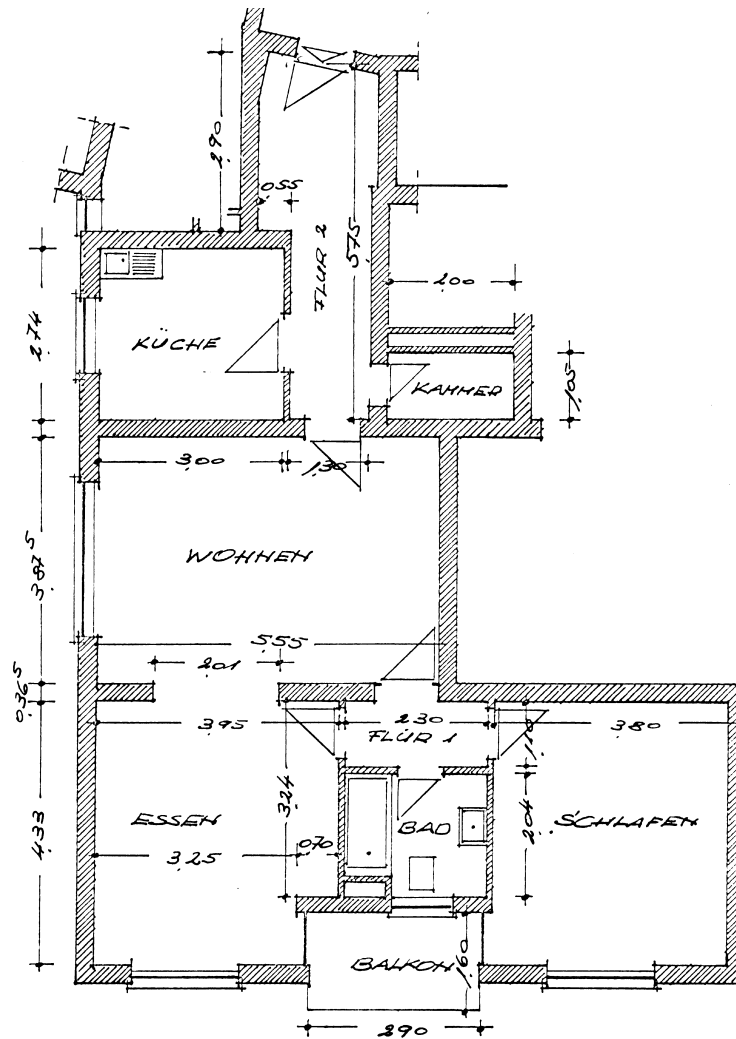 2,90
0,55
FLUR 2
5,75
2,00
2,74
KÜCHE
KAMMER
1,05
3,00
1,30
WOHNEN
3,87⁵
5,55
2,01
0,36⁵
3,95
2,30
FLUR 1
1,10
3,80
3,24
ESSEN
4,33
3,25
0,70
BAD
2,04
SCHLAFEN
BALKON
1,60
2,90